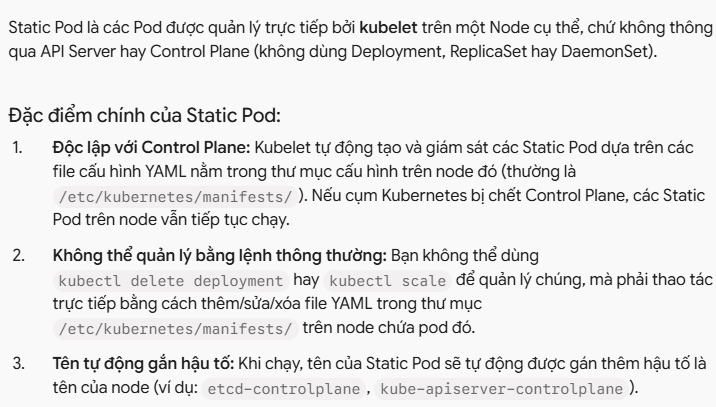 Static Pod là các Pod được quản lý trực tiếp bởi kubelet trên một Node cụ thể, chứ không thông
qua API Server hay Control Plane (không dùng Deployment, ReplicaSet hay DaemonSet).
Đặc điểm chính của Static Pod:
1. Độc lập với Control Plane: Kubelet tự động tạo và giám sát các Static Pod dựa trên các
file cấu hình YAML nằm trong thư mục cấu hình trên node đó (thường là
/etc/kubernetes/manifests/ ). Nếu cụm Kubernetes bị chết Control Plane, các Static
Pod trên node vẫn tiếp tục chạy.
2. Không thể quản lý bằng lệnh thông thường: Bạn không thể dùng
kubectl delete deployment hay kubectl scale để quản lý chúng, mà phải thao tác
trực tiếp bằng cách thêm/sửa/xóa file YAML trong thư mục
/etc/kubernetes/manifests/ trên node chứa pod đó.
3. Tên tự động gắn hậu tố: Khi chạy, tên của Static Pod sẽ tự động được gán thêm hậu tố là
tên của node (ví dụ: etcd-controlplane , kube-apiserver-controlplane ).